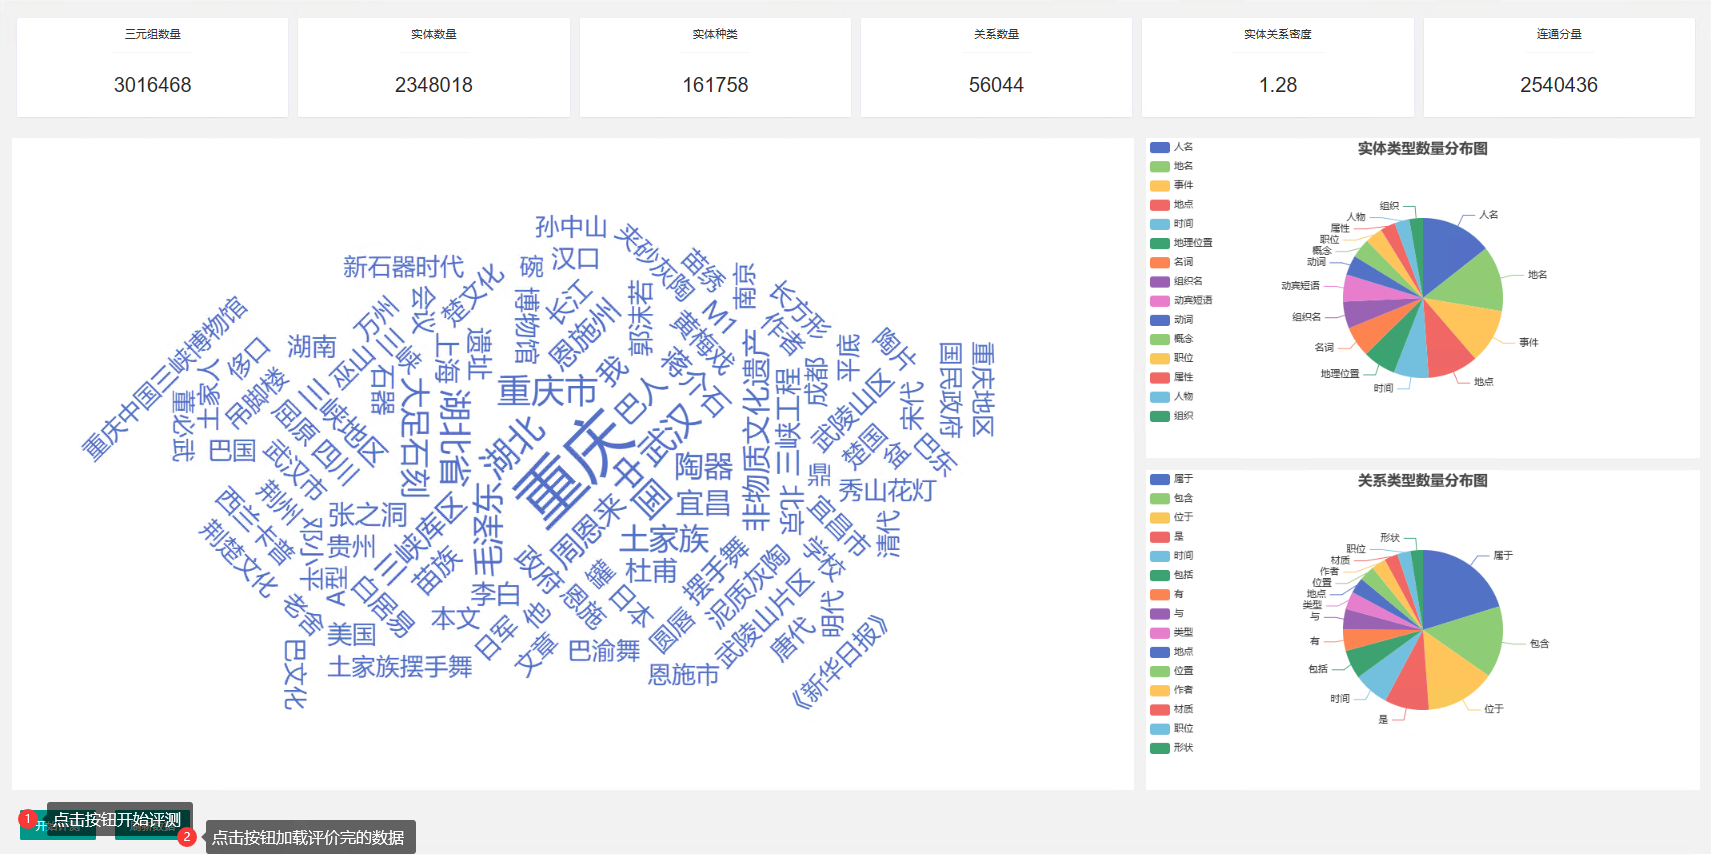 三元组数量
3016468
实体数量
2348018
实体种类
161758
关系数量
56044
实体关系密度
1.28
连通分量
2540436
孙中山
夹砂灰陶
苗绣
汉口
碗
新石器时代
会议
楚文化
博物馆
长江
郭沫若
M1
南京
长方形
重庆中国三峡博物馆
万州
三峡
遗址
恩施州
黄梅戏
作者
陶片
湖南
巫山
上海
我
蒋介石
非物质文化遗产
成都
平底
国民政府
重庆地区
侈口
土家人
吊脚楼
石器
大足石刻
湖北省
重庆市
巴人
三峡工程
武陵山区
宋代
武隆
巴国
屈原
三峡地区
四川
武汉市
湖北
重庆
武汉
中国
陶器
鼎
楚国
盆
巴东
秀山花灯
西兰卡普
荆州
邓小平
张之洞
三峡库区
毛泽东
周恩来
宜昌
总书记
宜昌市
清代
荆楚文化
贵州
A型
白居易
苗族
政府
土家族
摆手舞
泥质灰陶
学校
老舍
美国
本文
李白
恩施
罐
杜甫
日本
他
日军
文章
巴渝舞
圆唇
武陵山片区
唐代
明代
巴文化
土家族摆手舞
恩施市
《新华日报》
实体类型数量分布图
人名
地名
事件
地点
时间
地理位置
名词
组织名
动宾短语
动词
概念
职位
属性
人物
组织
组织
人物
属性
职位
概念
动词
动宾短语
组织名
名词
地理位置
时间
人名
地名
事件
地点
关系类型数量分布图
属于
包含
位于
是
时间
包括
有
与
类型
地点
位置
作者
材质
职位
形状
形状
职位
材质
作者
位置
地点
类型
与
有
包括
时间
是
属于
包含
位于
1
点击按钮开始评测
2
点击按钮加载评价完的数据